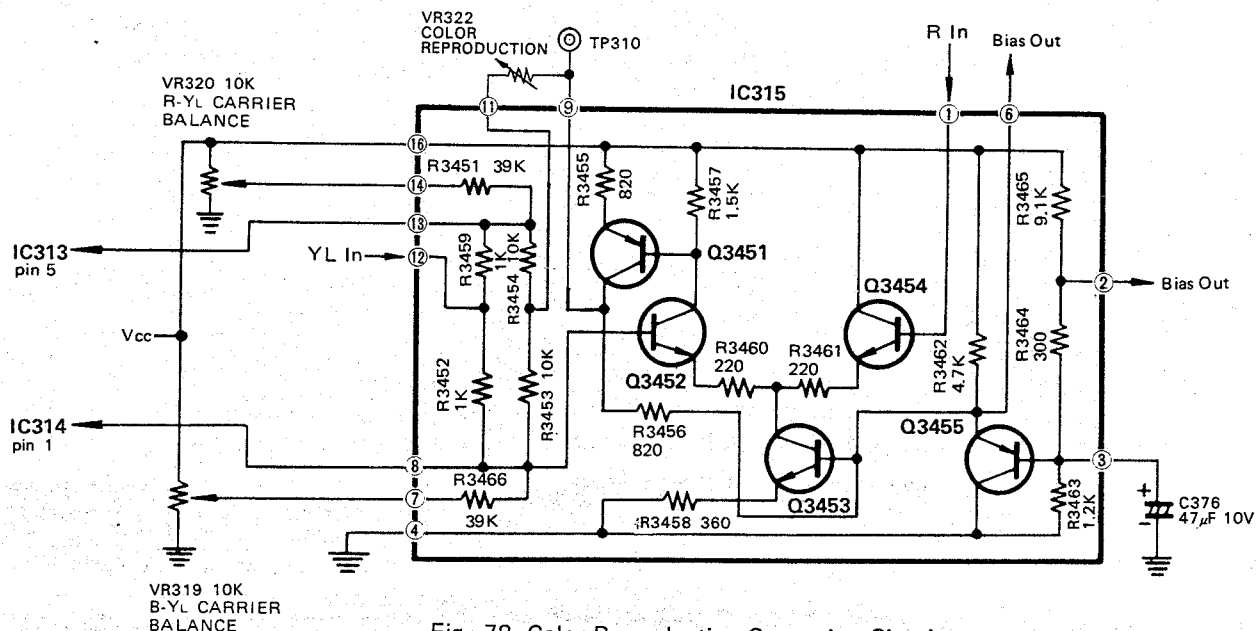 VR322
COLOR
REPRODUCTION
TP310
R In
Bias Out
VR320 10K
R-YL CARRIER
BALANCE
IC315
11
9
1
6
16
R3451 39K
14
R3455
820
R3457
1.5K
R3465
9.1K
13
IC313
pin 5
YL In
12
R3459
1K
R3454 10K
Q3451
Q3454
2
Bias Out
Vcc
R3452
1K
R3453 10K
Q3452
R3460
220
R3461
220
R3462
4.7K
R3464
300
IC314
pin 1
R3456
820
Q3455
8
3
R3466
39K
7
Q3453
R3463
1.2K
+
-
C376
47µF 10V
4
R3458 360
VR319 10K
B-YL CARRIER
BALANCE